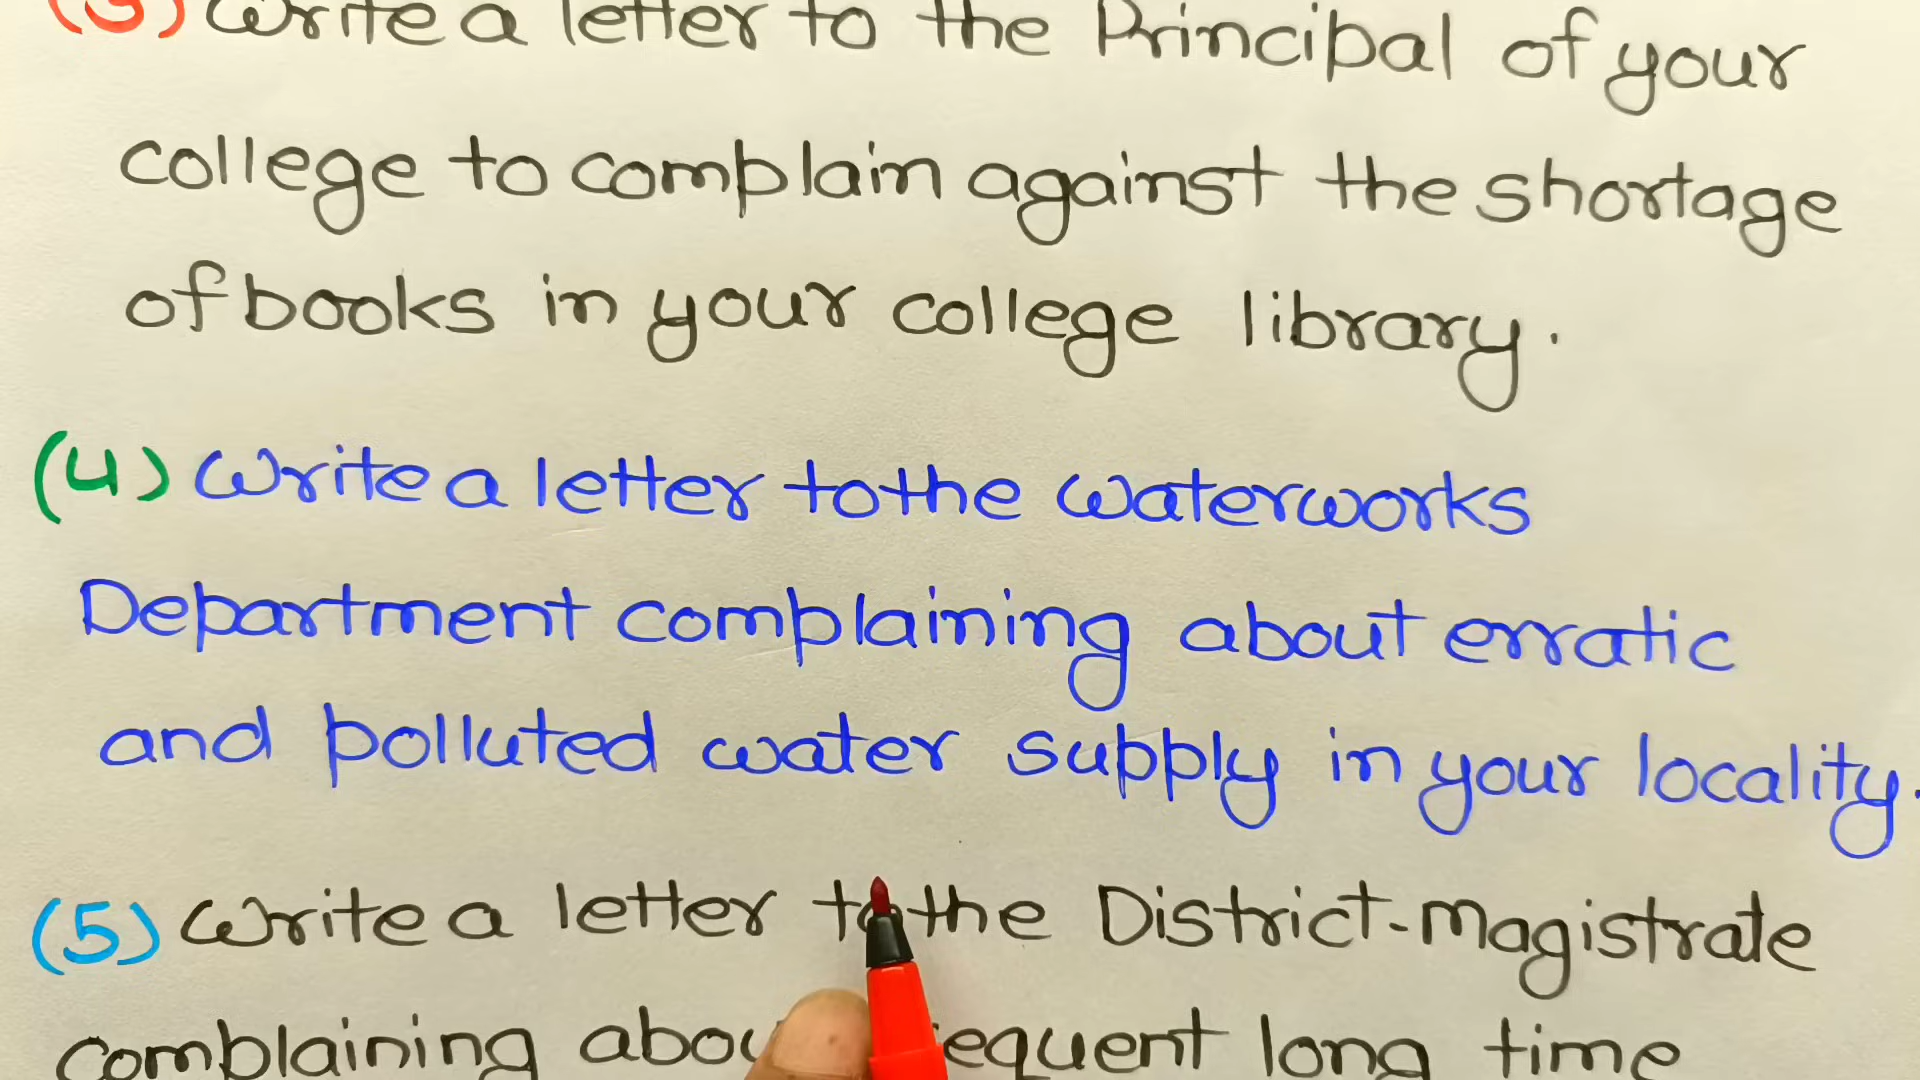 (3) Write a letter to the Principal of your
college to complain against the shortage
of books in your college library.
(4) Write a letter to the Waterworks
Department complaining about erratic
and polluted water supply in your locality.
(5) Write a letter to the District-Magistrate
complaining long time